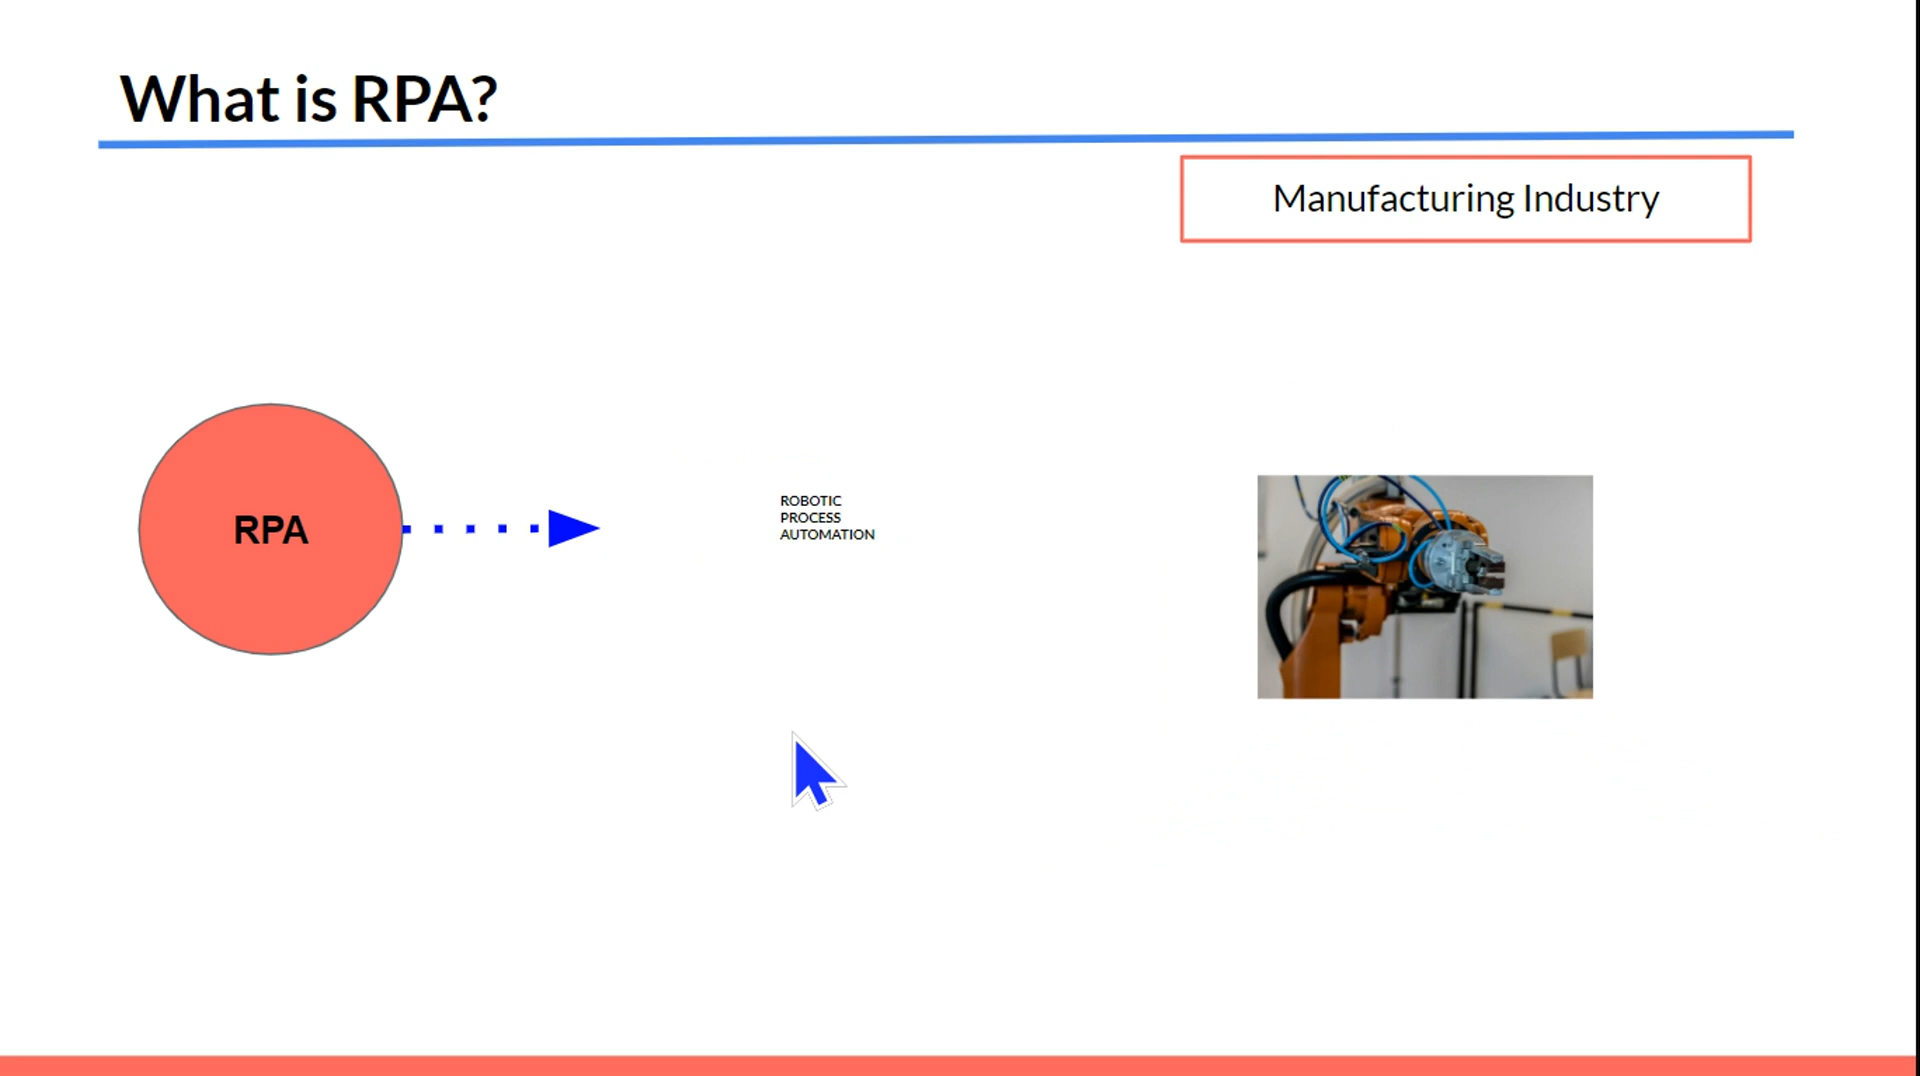 What is RPA?
Manufacturing Industry
RPA
ROBOTIC
PROCESS
AUTOMATION